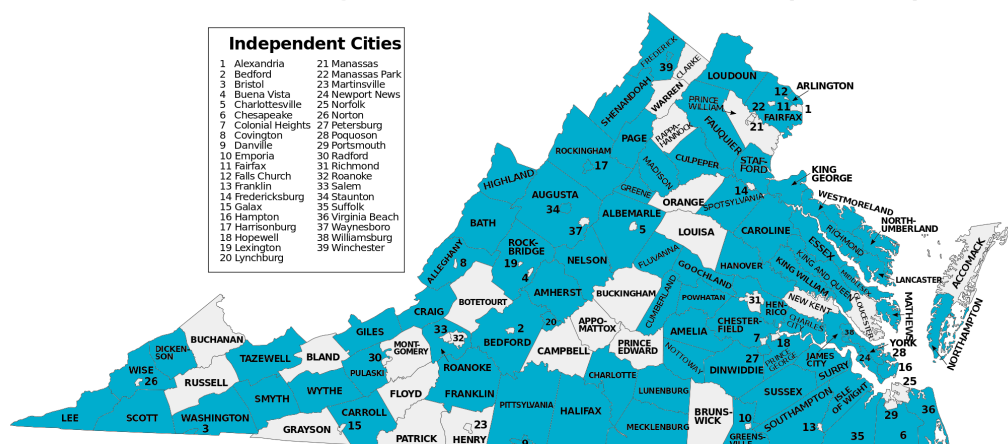 Independent Cities
1 Alexandria
2 Bedford
3 Bristol
4 Buena Vista
5 Charlottesville
6 Chesapeake
7 Colonial Heights
8 Covington
9 Danville
10 Emporia
11 Fairfax
12 Falls Church
13 Franklin
14 Fredericksburg
15 Galax
16 Hampton
17 Harrisonburg
18 Hopewell
19 Lexington
20 Lynchburg
21 Manassas
22 Manassas Park
23 Martinsville
24 Newport News
25 Norfolk
26 Norton
27 Petersburg
28 Poquoson
29 Portsmouth
30 Radford
31 Richmond
32 Roanoke
33 Salem
34 Staunton
35 Suffolk
36 Virginia Beach
37 Waynesboro
38 Williamsburg
39 Winchester
FREDERICK
39
CLARKE
LOUDOUN
WARREN
SHENANDOAH
12
ARLINGTON
PRINCE
WILLIAM
22
11
1
FAIRFAX
21
FAUQUIER
RAPPA-
HANNOCK
PAGE
ROCKINGHAM
17
MADISON
CULPEPER
STAF-
FORD
KING
GEORGE
HIGHLAND
AUGUSTA
34
GREENE
ORANGE
14
SPOTSYLVANIA
WESTMORELAND
NORTH-
UMBERLAND
ALBEMARLE
5
LOUISA
CAROLINE
ESSEX
RICHMOND
BATH
37
ROCK-
BRIDGE
19
4
NELSON
FLUVANNA
GOOCHLAND
HANOVER
KING WILLIAM
KING AND QUEEN
MIDDLESEX
LANCASTER
ACCOMACK
NORTHAMPTON
ALLEGHANY
8
BOTETOURT
AMHERST
BUCKINGHAM
CUMBERLAND
POWHATAN
31
HEN-
RICO
NEW KENT
GLOUCESTER
MATHEWS
CRAIG
33
32
2
20
BEDFORD
APPO-
MATTOX
CAMPBELL
PRINCE
EDWARD
AMELIA
CHESTER-
FIELD
7
18
CHARLES
CITY
38
YORK
28
24
16
25
JAMES
CITY
SURRY
PRINCE
GEORGE
GILES
BUCHANAN
DICKEN-
SON
TAZEWELL
BLAND
30
PULASKI
MONT-
GOMERY
ROANOKE
WISE
26
RUSSELL
SMYTH
WYTHE
FLOYD
FRANKLIN
CHARLOTTE
NOTTOWAY
27
DINWIDDIE
LUNENBURG
SUSSEX
SOUTHAMPTON
ISLE
OF WIGHT
29
36
LEE
SCOTT
WASHINGTON
3
GRAYSON
CARROLL
15
PATRICK
23
HENRY
PITTSYLVANIA
9
HALIFAX
MECKLENBURG
BRUNS-
WICK
10
GREENS-
VILLE
13
35
6